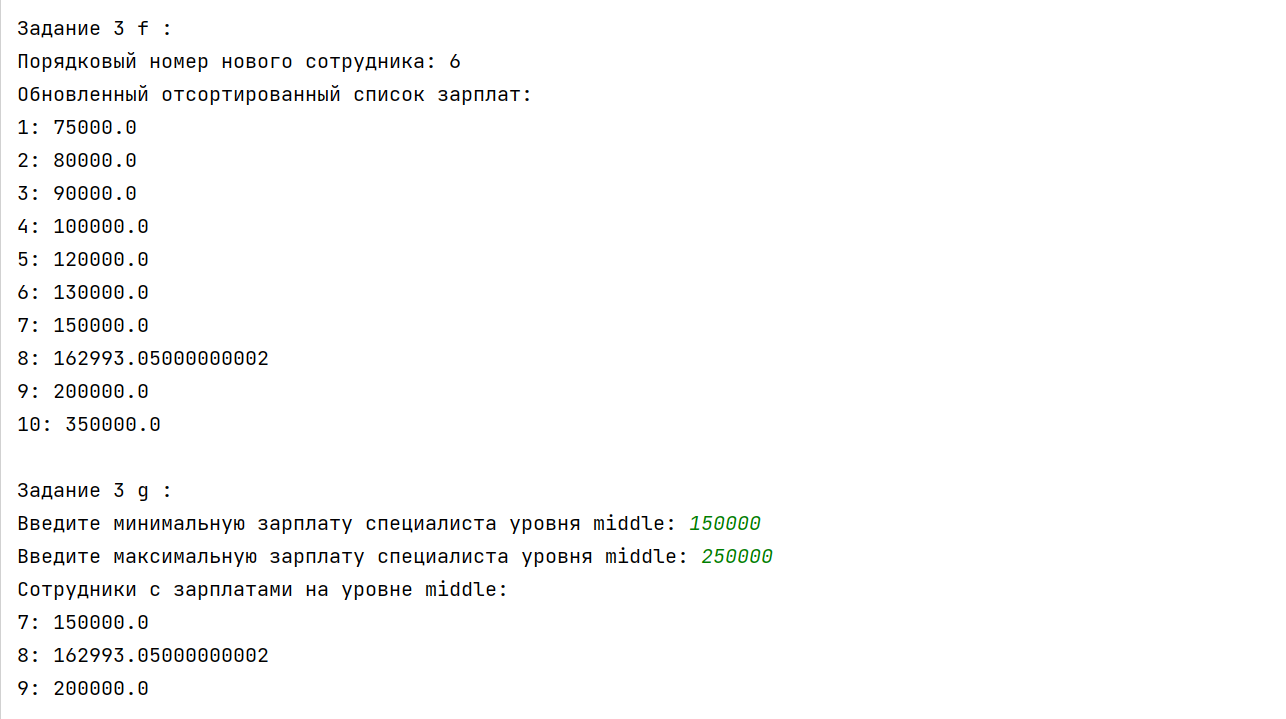 Задание 3 f :
Порядковый номер нового сотрудника: 6
Обновленный отсортированный список зарплат:
1: 75000.0
2: 80000.0
3: 90000.0
4: 100000.0
5: 120000.0
6: 130000.0
7: 150000.0
8: 162993.05000000002
9: 200000.0
10: 350000.0
Задание 3 g :
Введите минимальную зарплату специалиста уровня middle: 150000
Введите максимальную зарплату специалиста уровня middle: 250000
Сотрудники с зарплатами на уровне middle:
7: 150000.0
8: 162993.05000000002
9: 200000.0